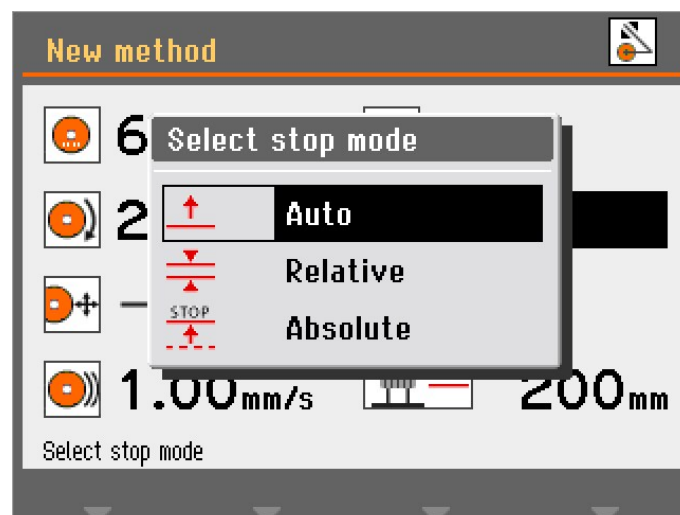 New method
6
Select stop mode
2
Auto
Relative
STOP
Absolute
1.00mm/s
200mm
Select stop mode